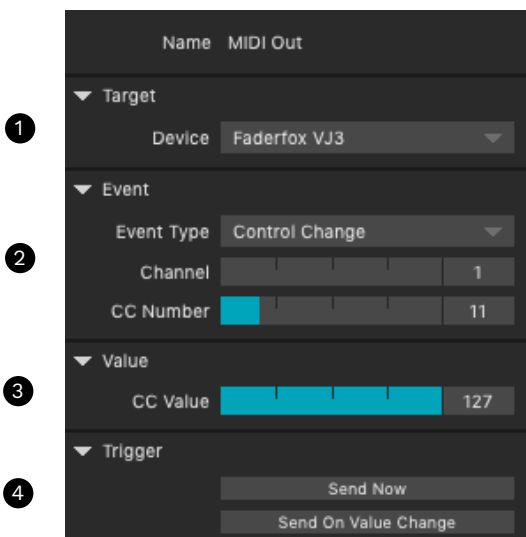 Name MIDI Out
Target
1
Device Faderfox VJ3
Event
Event Type Control Change
2
Channel 1
CC Number 11
Value
3
CC Value 127
Trigger
4
Send Now
Send On Value Change